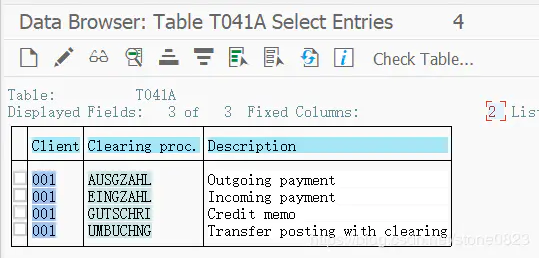 Data Browser: Table T041A Select Entries 4
Check Table...
Table: T041A
Displayed Fields: 3 of 3 Fixed Columns: 2 List
Client Clearing proc. Description
001 AUSGZAHL Outgoing payment
001 EINGZAHL Incoming payment
001 GUTSCHRI Credit memo
001 UMBUCHNG Transfer posting with clearing
https://blog.csdn.net/stone0823